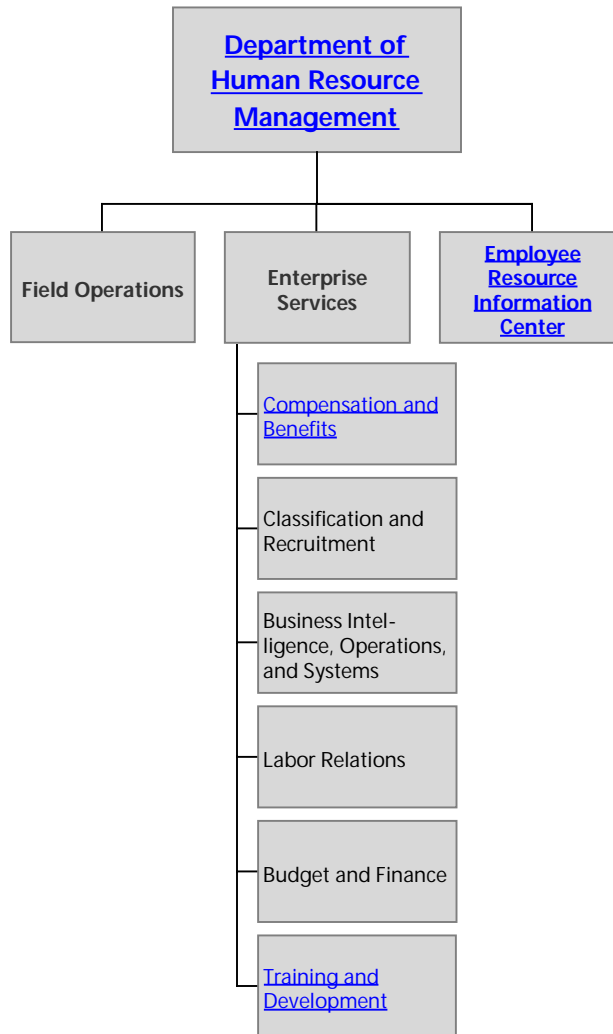 Department of
Human Resource
Management
Field Operations
Enterprise
Services
Employee
Resource
Information
Center
Compensation and
Benefits
Classification and
Recruitment
Business Intel-
ligence, Operations,
and Systems
Labor Relations
Budget and Finance
Training and
Development